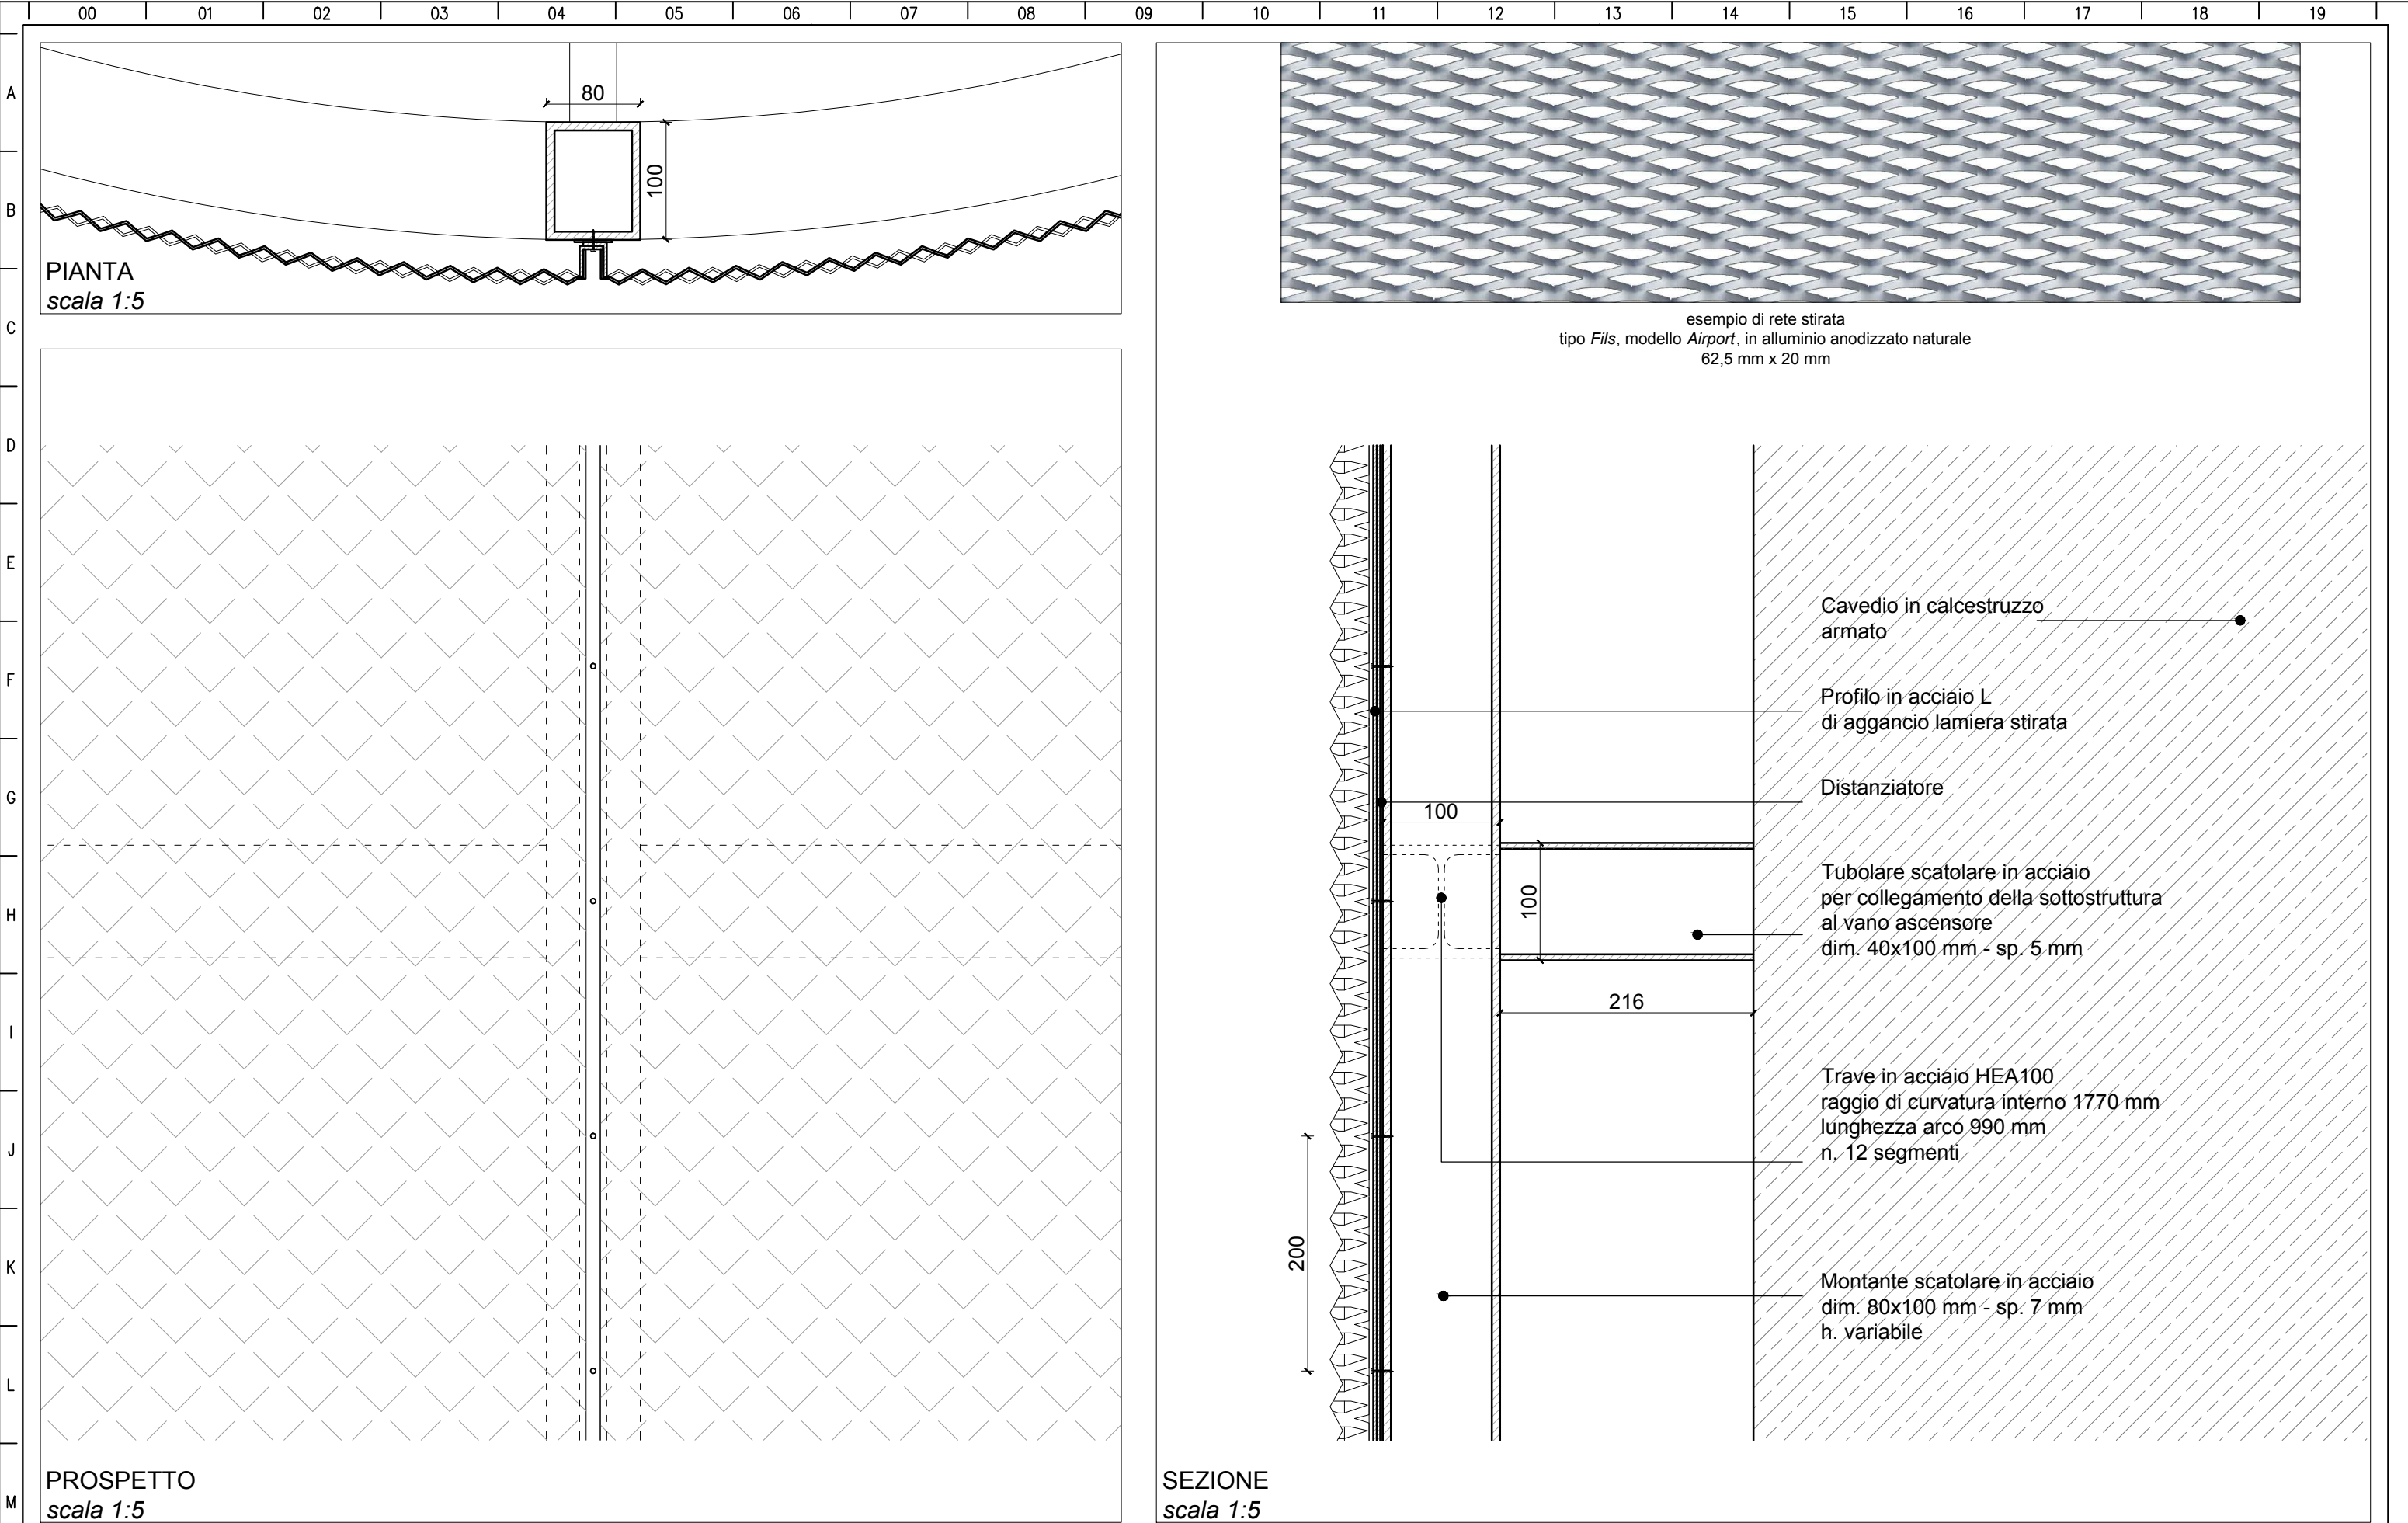 00 01 02 03 04 05 06 07 08 09 10 11 12 13 14 15 16 17 18 19
A
B
C
D
E
F
G
H
I
J
K
L
M
80
100
PIANTA
scala 1:5
esempio di rete stirata
tipo Fils, modello Airport, in alluminio anodizzato naturale
62,5 mm x 20 mm
PROSPETTO
scala 1:5
Cavedio in calcestruzzo
armato
Profilo in acciaio L
di aggancio lamiera stirata
Distanziatore
100
100
Tubolare scatolare in acciaio
per collegamento della sottostruttura
al vano ascensore
dim. 40x100 mm - sp. 5 mm
216
Trave in acciaio HEA100
raggio di curvatura interno 1770 mm
lunghezza arco 990 mm
n. 12 segmenti
200
Montante scatolare in acciaio
dim. 80x100 mm - sp. 7 mm
h. variabile
SEZIONE
scala 1:5